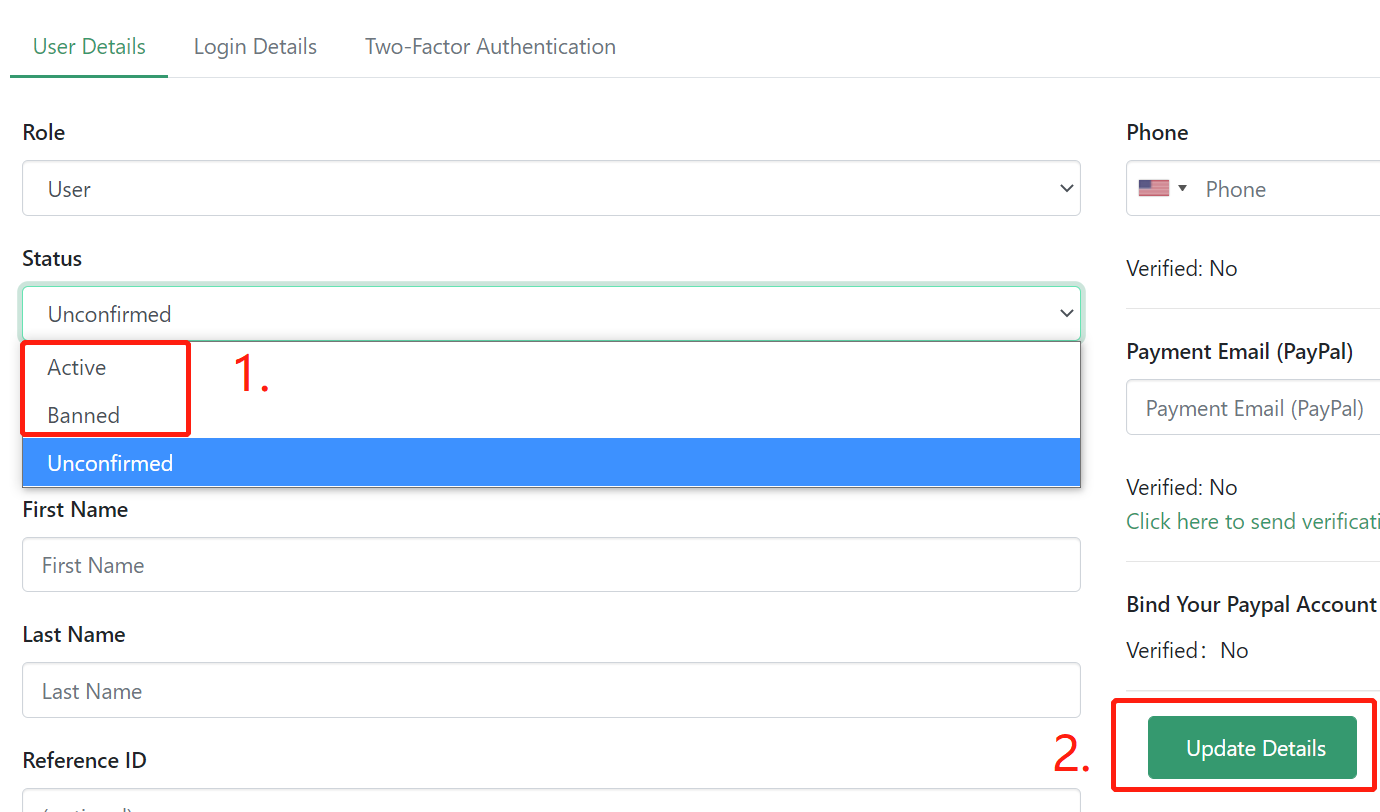 User Details
Login Details
Two-Factor Authentication
Role
User
Status
Unconfirmed
Active
Banned
1.
Unconfirmed
First Name
First Name
Last Name
Last Name
Reference ID
Phone
Phone
Verified: No
Payment Email (PayPal)
Payment Email (PayPal)
Verified: No
Click here to send verificati
Bind Your Paypal Account
Verified： No
2.
Update Details